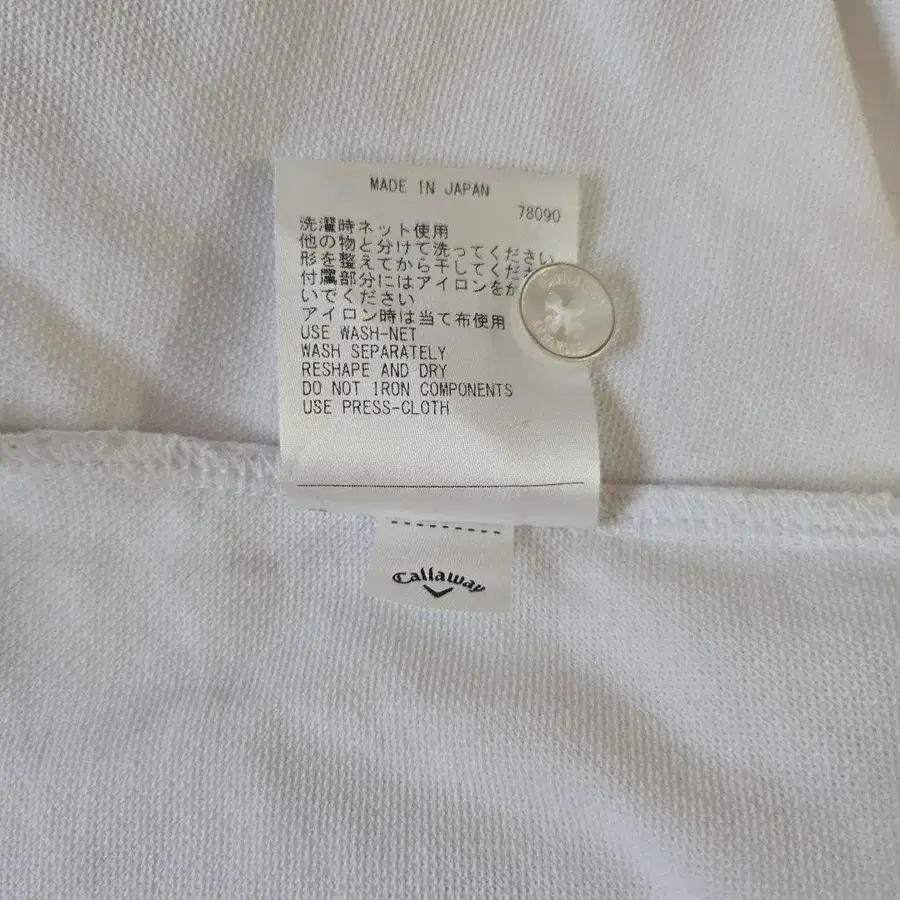 MADE IN JAPAN
78090
洗濯時ネット使用
他の物と分けて洗ってください
形を整えてから干してくださ
付属部分にはアイロンをか
いでください
アイロン時は当て布使用
USE WASH-NET
WASH SEPARATELY
RESHAPE AND DRY
DO NOT IRON COMPONENTS
USE PRESS-CLOTH
Callaway